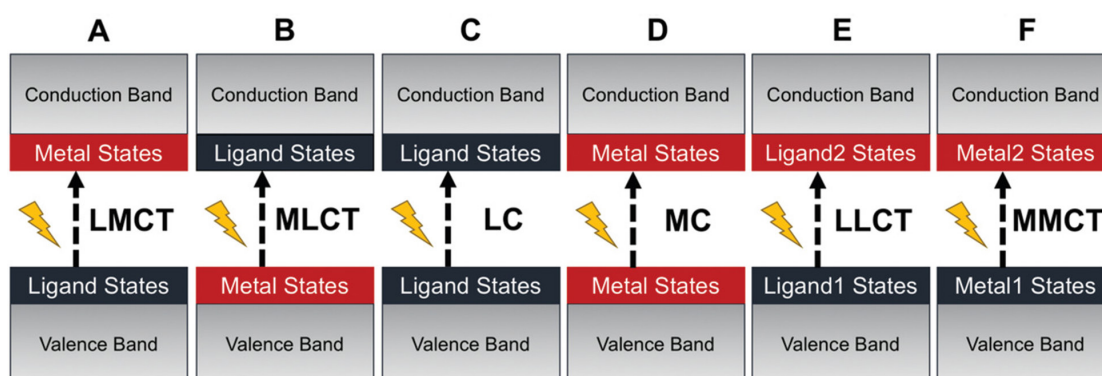 A B C D E F
Conduction Band Conduction Band Conduction Band Conduction Band Conduction Band Conduction Band
Metal States Ligand States Ligand States Metal States Ligand2 States Metal2 States
LMCT MLCT LC MC LLCT MMCT
Ligand States Metal States Ligand States Metal States Ligand1 States Metal1 States
Valence Band Valence Band Valence Band Valence Band Valence Band Valence Band